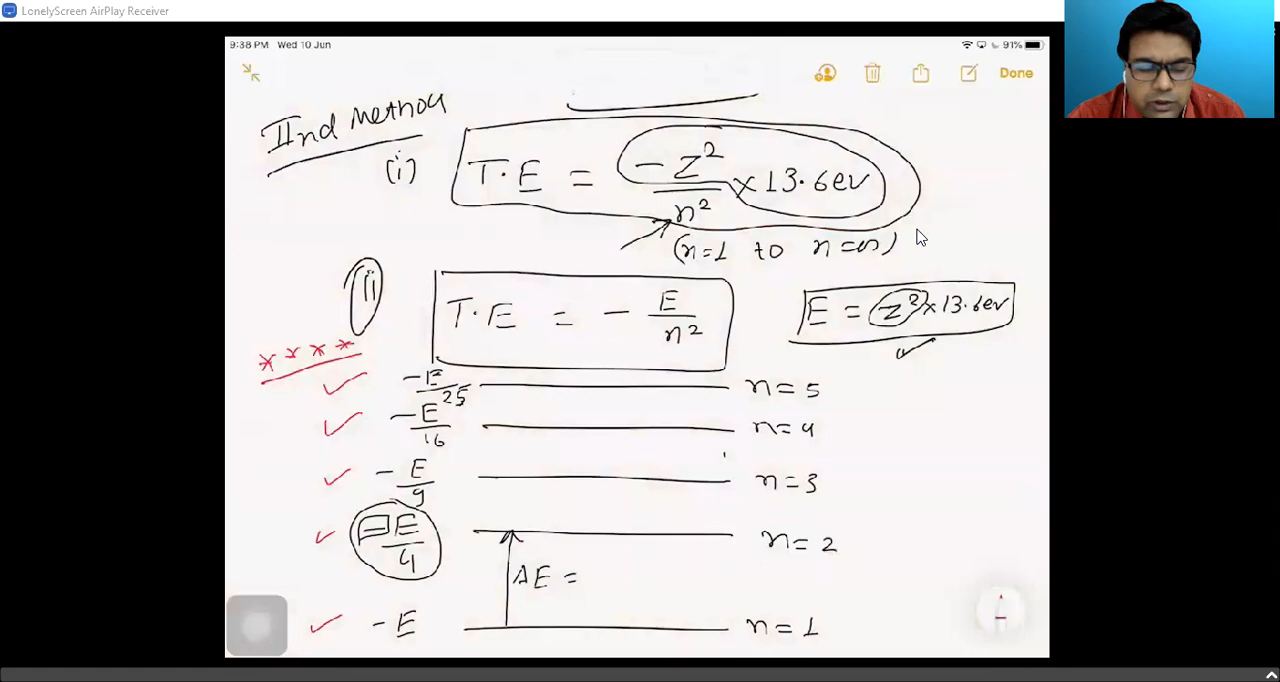 LonelyScreen AirPlay Receiver
9:38 PM Wed 10 Jun
91%
Done
IInd Method
(i) T.E = -Z²/n² × 13.6ev
(n=1 to n=∞)
(ii) T.E = - E/n²
E = Z² × 13.6ev
-E/25 n=5
-E/16 n=4
-E/9 n=3
-E/4 n=2
ΔE =
-E n=1